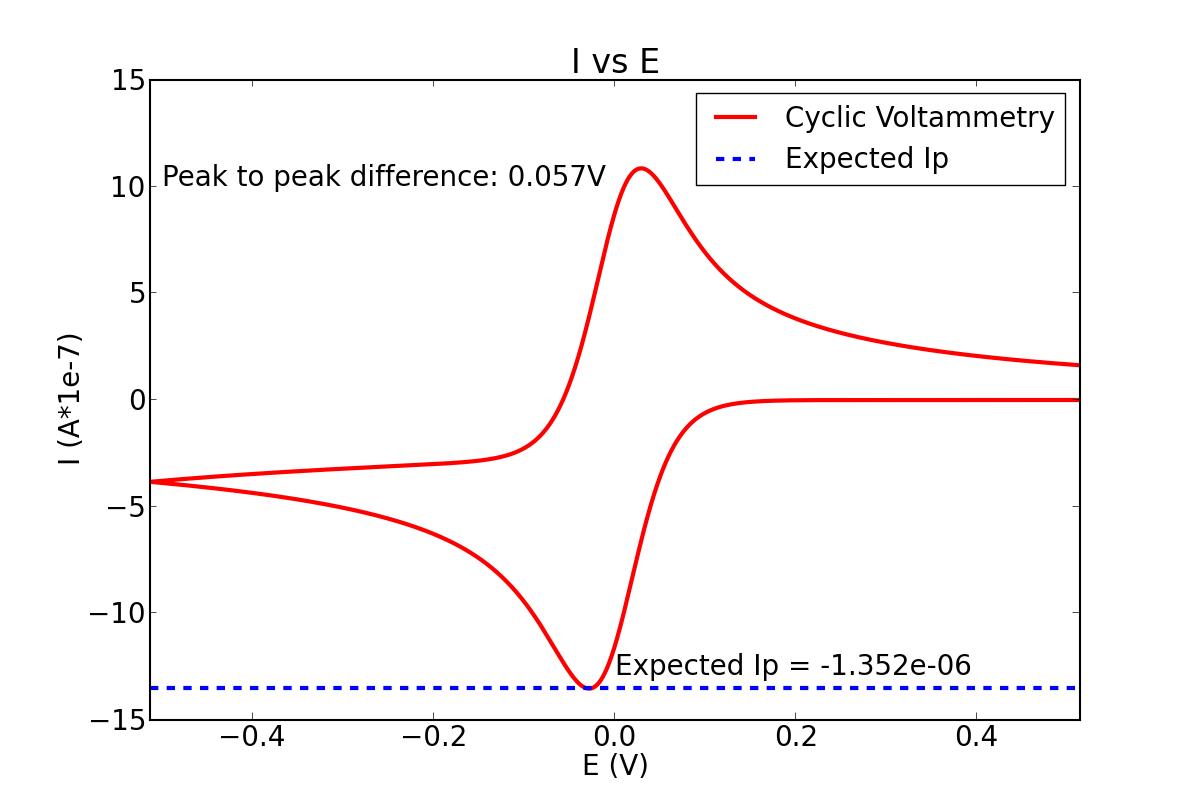 I vs E
15
10
5
0
−5
−10
−15
I (A*1e-7)
Peak to peak difference: 0.057V
Cyclic Voltammetry
Expected Ip
Expected Ip = -1.352e-06
−0.4 −0.2 0.0 0.2 0.4
E (V)